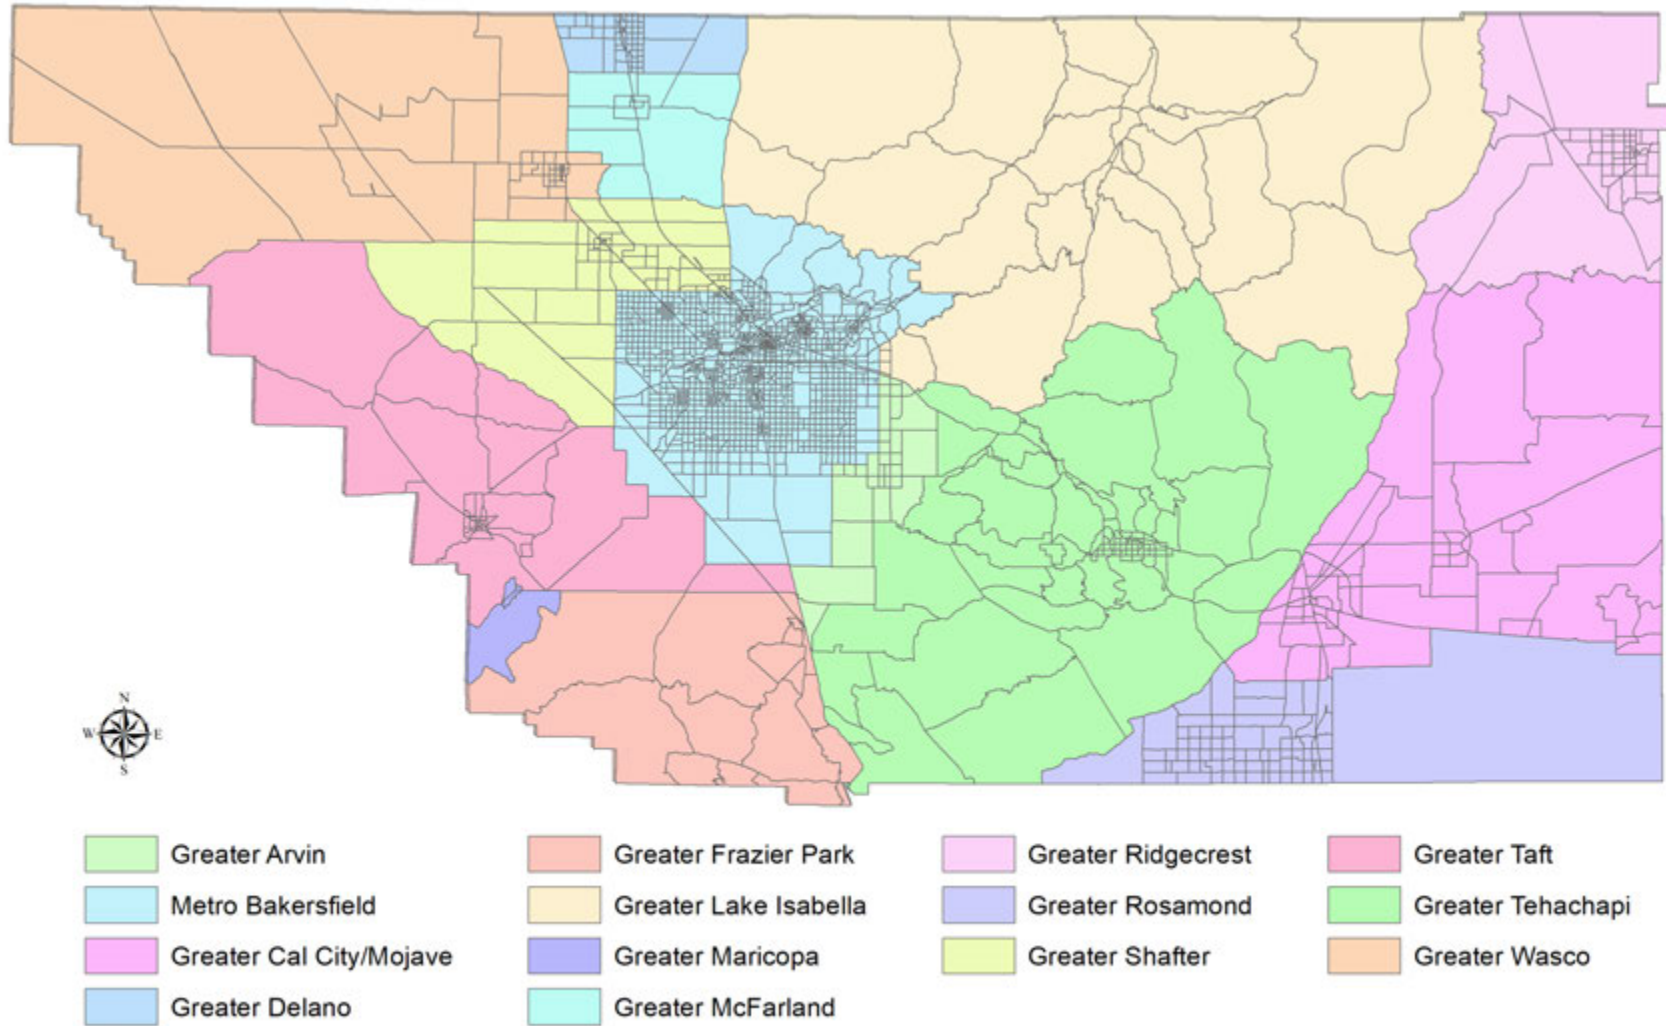 N
W E
S
Greater Arvin Greater Frazier Park Greater Ridgecrest Greater Taft
Metro Bakersfield Greater Lake Isabella Greater Rosamond Greater Tehachapi
Greater Cal City/Mojave Greater Maricopa Greater Shafter Greater Wasco
Greater Delano Greater McFarland